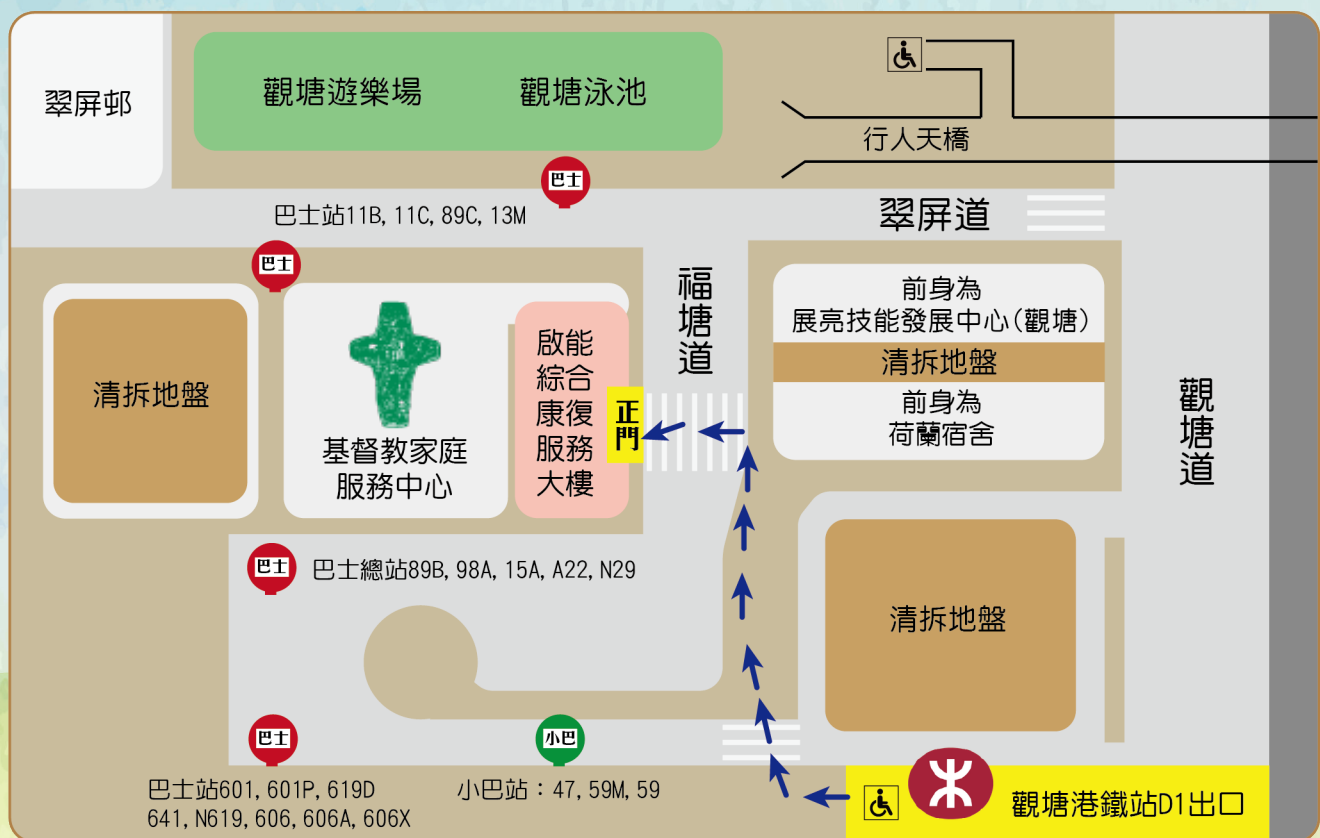 翠屏邨
觀塘遊樂場
觀塘泳池
行人天橋
巴士
巴士站11B, 11C, 89C, 13M
翠屏道
巴士
福塘道
前身為
展亮技能發展中心(觀塘)
清拆地盤
前身為
荷蘭宿舍
觀塘道
清拆地盤
基督教家庭
服務中心
啟能
綜合
康復
服務
大樓
正門
巴士
巴士總站89B, 98A, 15A, A22, N29
清拆地盤
巴士
巴士站601, 601P, 619D
641, N619, 606, 606A, 606X
小巴
小巴站：47, 59M, 59
觀塘港鐵站D1出口